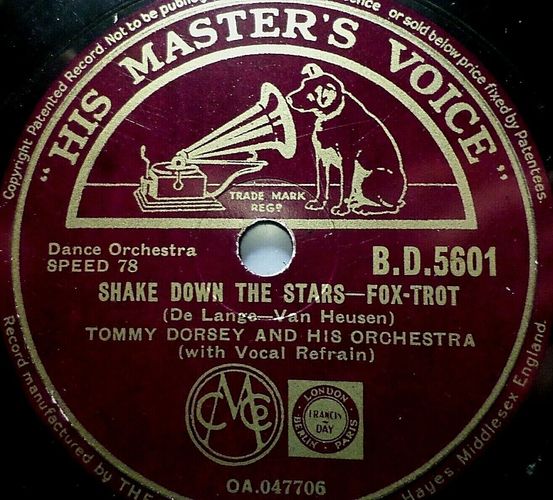 Copyright Patented Record. Not to be
or sold below price fixed by Patentees.
"HIS MASTER'S VOICE"
TRADE MARK
REGD
Dance Orchestra
SPEED 78
B.D.5601
SHAKE DOWN THE STARS—FOX-TROT
(De Lange—Van Heusen)
TOMMY DORSEY AND HIS ORCHESTRA
(with Vocal Refrain)
LONDON
FRANCIS
DAY
BERLIN PARIS
OA.047706
Record manufactured by THE
Hayes Middlesex England.